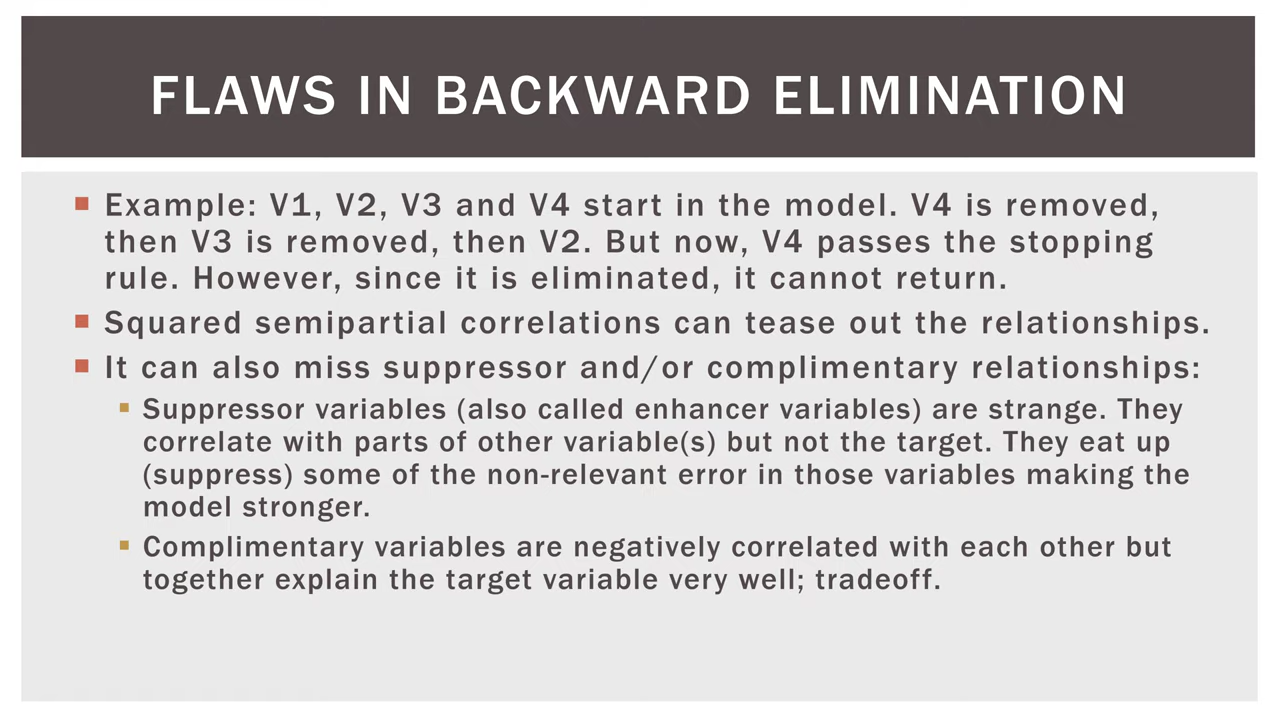 FLAWS IN BACKWARD ELIMINATION
Example: V1, V2, V3 and V4 start in the model. V4 is removed,
then V3 is removed, then V2. But now, V4 passes the stopping
rule. However, since it is eliminated, it cannot return.
Squared semipartial correlations can tease out the relationships.
It can also miss suppressor and/or complimentary relationships:
Suppressor variables (also called enhancer variables) are strange. They
correlate with parts of other variable(s) but not the target. They eat up
(suppress) some of the non-relevant error in those variables making the
model stronger.
Complimentary variables are negatively correlated with each other but
together explain the target variable very well; tradeoff.